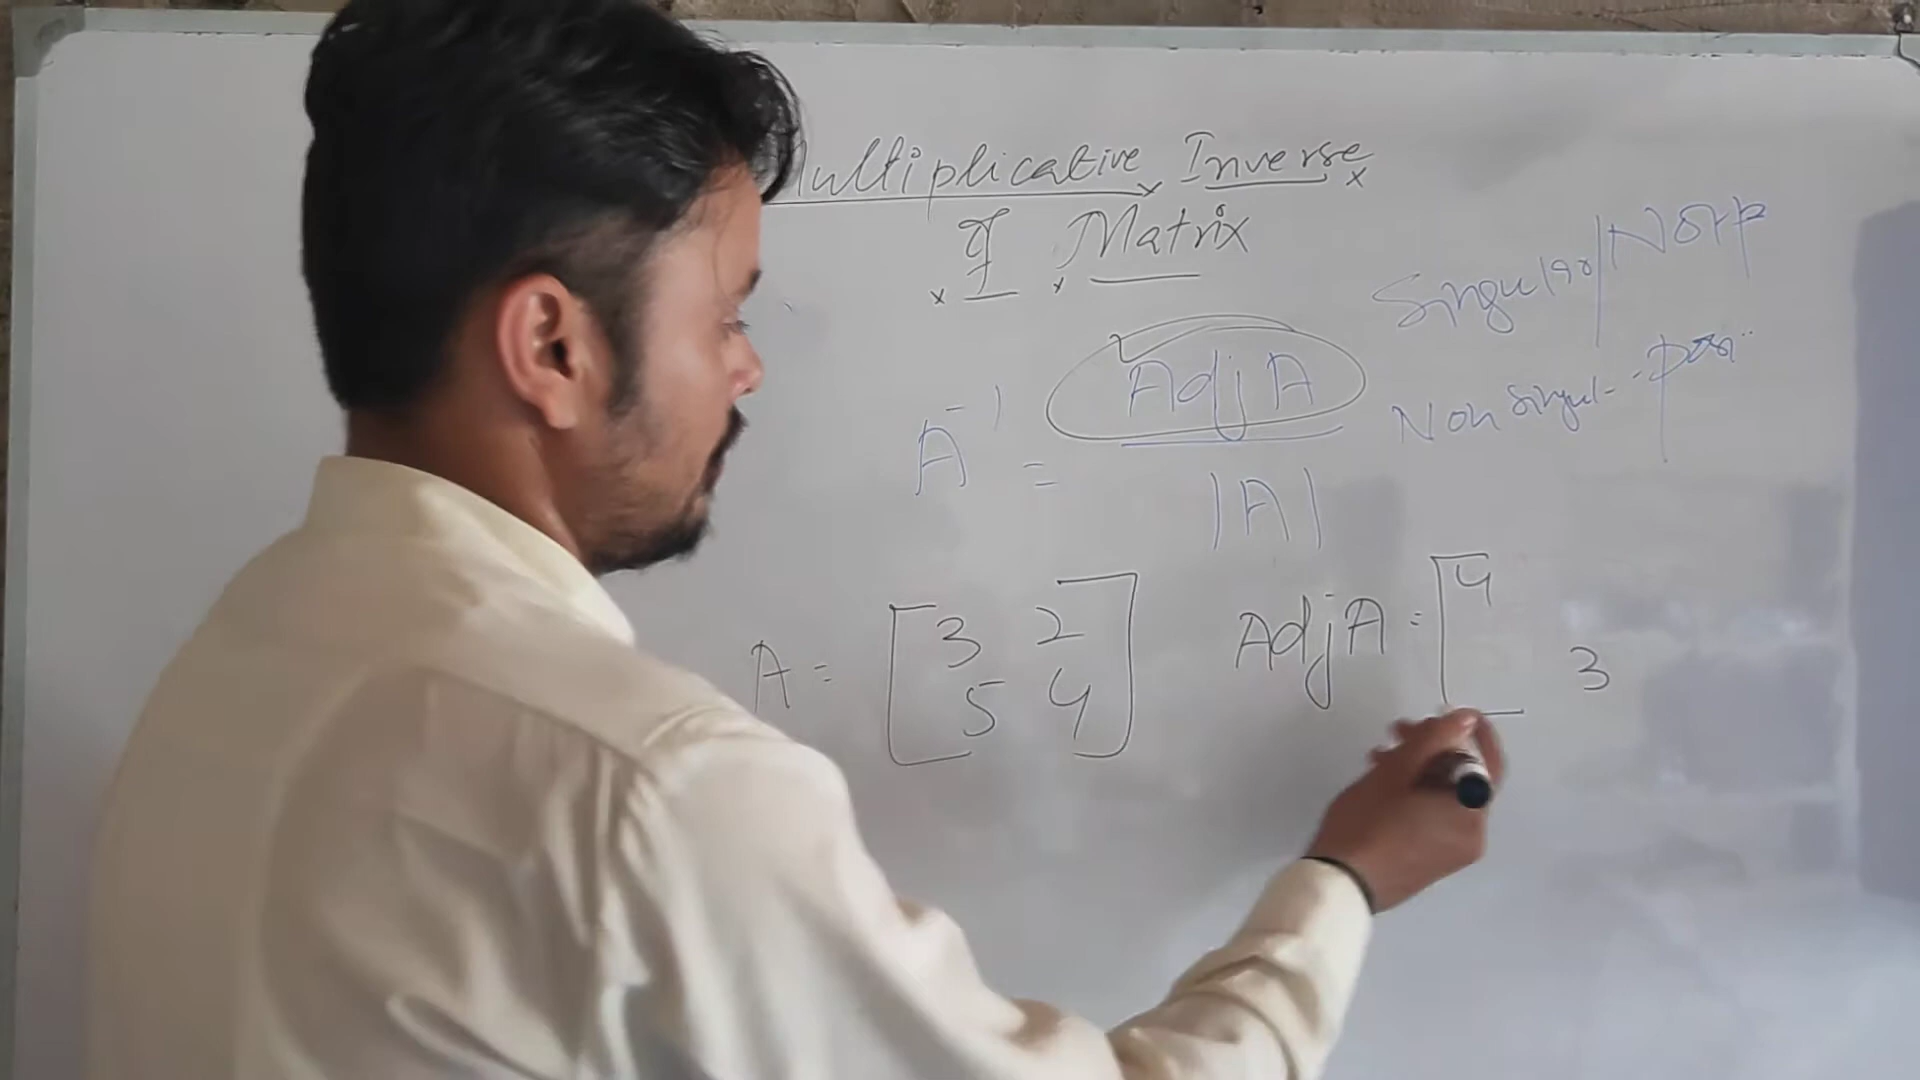 Multiplicative Inverse
Of Matrix
Singular/Not p
Non Singul- -
A⁻¹ = Adj A
|A|
A = [3 2
5 4]
Adj A = [4
3